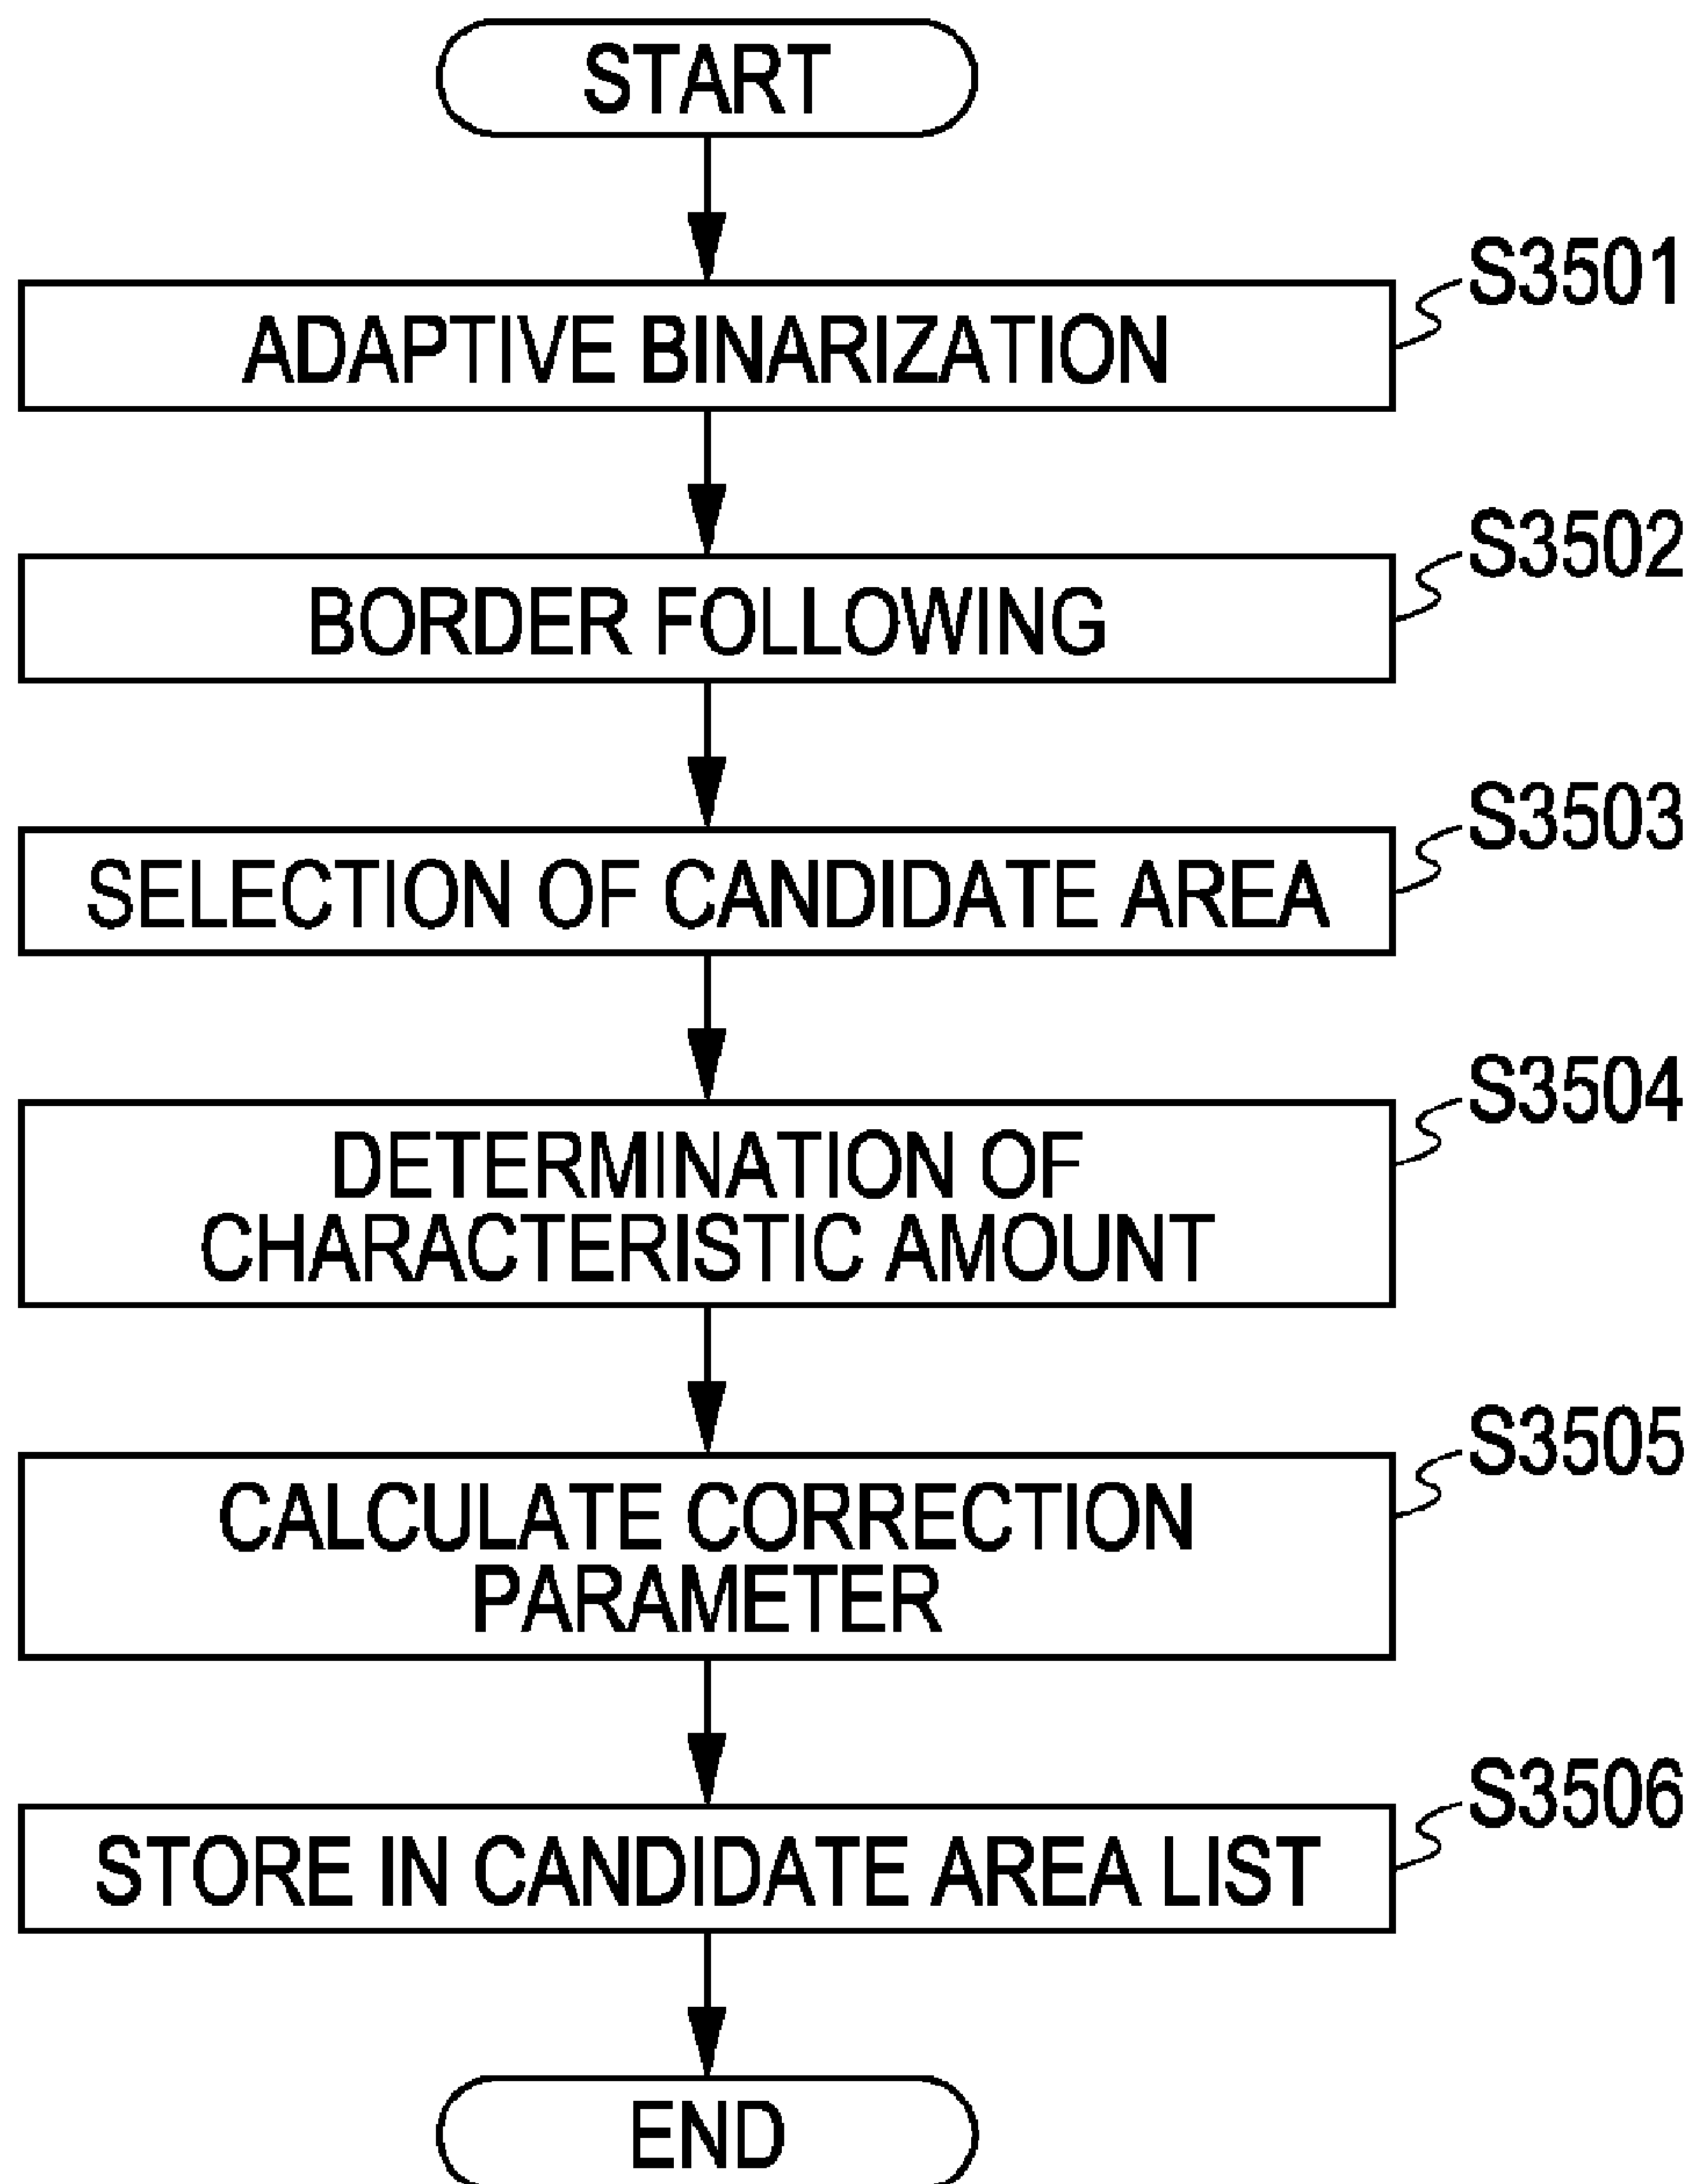 START
S3501
ADAPTIVE BINARIZATION
S3502
BORDER FOLLOWING
S3503
SELECTION OF CANDIDATE AREA
S3504
DETERMINATION OF
CHARACTERISTIC AMOUNT
S3505
CALCULATE CORRECTION
PARAMETER
S3506
STORE IN CANDIDATE AREA LIST
END